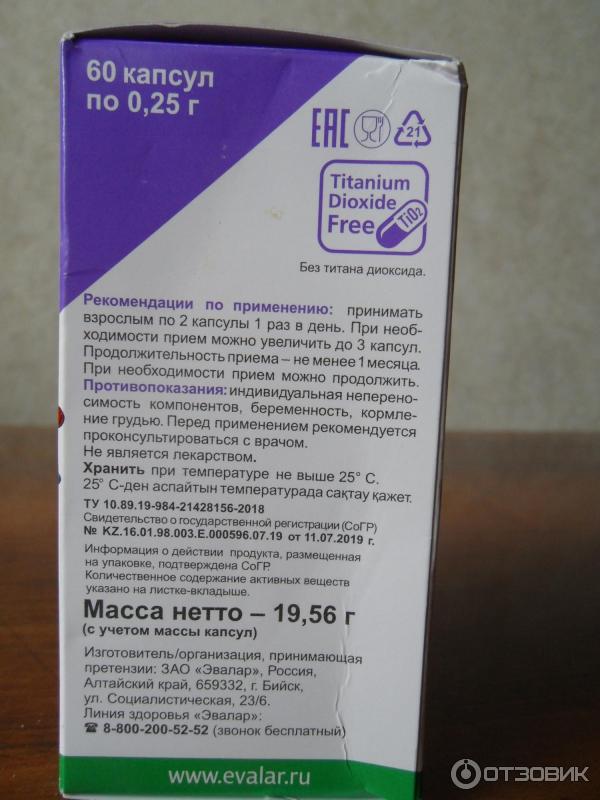 60 капсул
по 0,25 г
EAC
21
Titanium
Dioxide
Free
TiO2
Без титана диоксида.
Рекомендации по применению: принимать
взрослым по 2 капсулы 1 раз в день. При необ-
ходимости прием можно увеличить до 3 капсул.
Продолжительность приема – не менее 1 месяца.
При необходимости прием можно продолжить.
Противопоказания: индивидуальная неперено-
симость компонентов, беременность, кормле-
ние грудью. Перед применением рекомендуется
проконсультироваться с врачом.
Не является лекарством.
Хранить при температуре не выше 25° С.
25° С-ден аспайтын температурада сақтау қажет.
ТУ 10.89.19-984-21428156-2018
Свидетельство о государственной регистрации (СоГР)
№ KZ.16.01.98.003.E.000596.07.19 от 11.07.2019 г.
Информация о действии продукта, размещенная
на упаковке, подтверждена СоГР.
Количественное содержание активных веществ
указано на листке-вкладыше.
Масса нетто – 19,56 г
(с учетом массы капсул)
Изготовитель/организация, принимающая
претензии: ЗАО «Эвалар», Россия,
Алтайский край, 659332, г. Бийск,
ул. Социалистическая, 23/6.
Линия здоровья «Эвалар»:
☎ 8-800-200-52-52 (звонок бесплатный)
www.evalar.ru
ОТЗОВИК